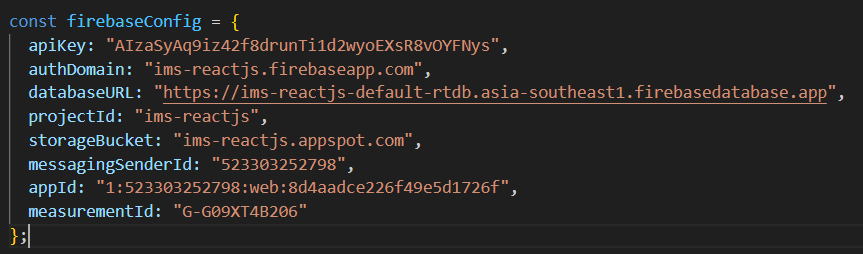 const firebaseConfig = {
  apiKey: "AIzaSyAq9iz42f8drunTi1d2wyoEXsR8vOYFNys",
  authDomain: "ims-reactjs.firebaseapp.com",
  databaseURL: "https://ims-reactjs-default-rtdb.asia-southeast1.firebasedatabase.app",
  projectId: "ims-reactjs",
  storageBucket: "ims-reactjs.appspot.com",
  messagingSenderId: "523303252798",
  appId: "1:523303252798:web:8d4aadce226f49e5d1726f",
  measurementId: "G-G09XT4B206"
};